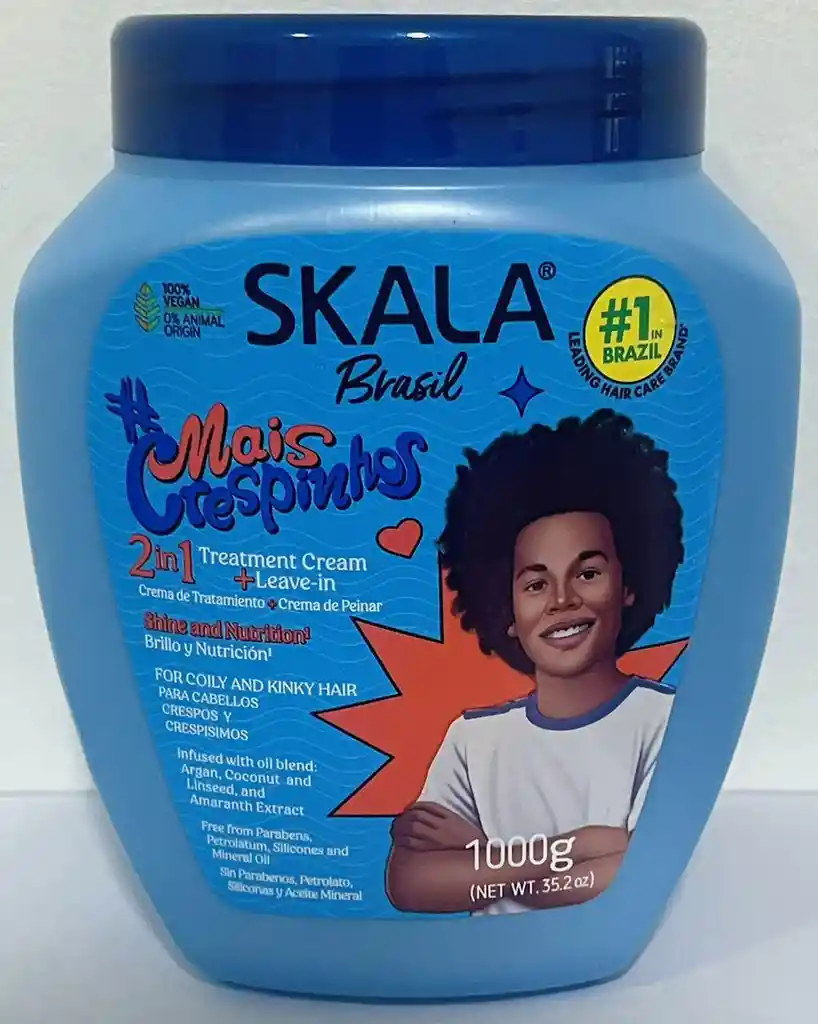 100%
VEGAN
0% ANIMAL
ORIGIN
SKALA®
Brasil
#1 IN
BRAZIL
LEADING HAIR CARE BRAND*
#Mais
Crespinhos
2in1 Treatment Cream
+Leave-in
Crema de Tratamiento + Crema de Peinar
Shine and Nutrition¹
Brillo y Nutrición¹
FOR COILY AND KINKY HAIR
PARA CABELLOS
CRESPOS Y
CRESPISIMOS
Infused with oil blend:
Argan, Coconut and
Linseed, and
Amaranth Extract
Free from Parabens,
Petrolatum, Silicones and
Mineral Oil
Sin Parabenos, Petrolato,
Siliconas y Aceite Mineral
1000g
(NET WT. 35.2 oz)